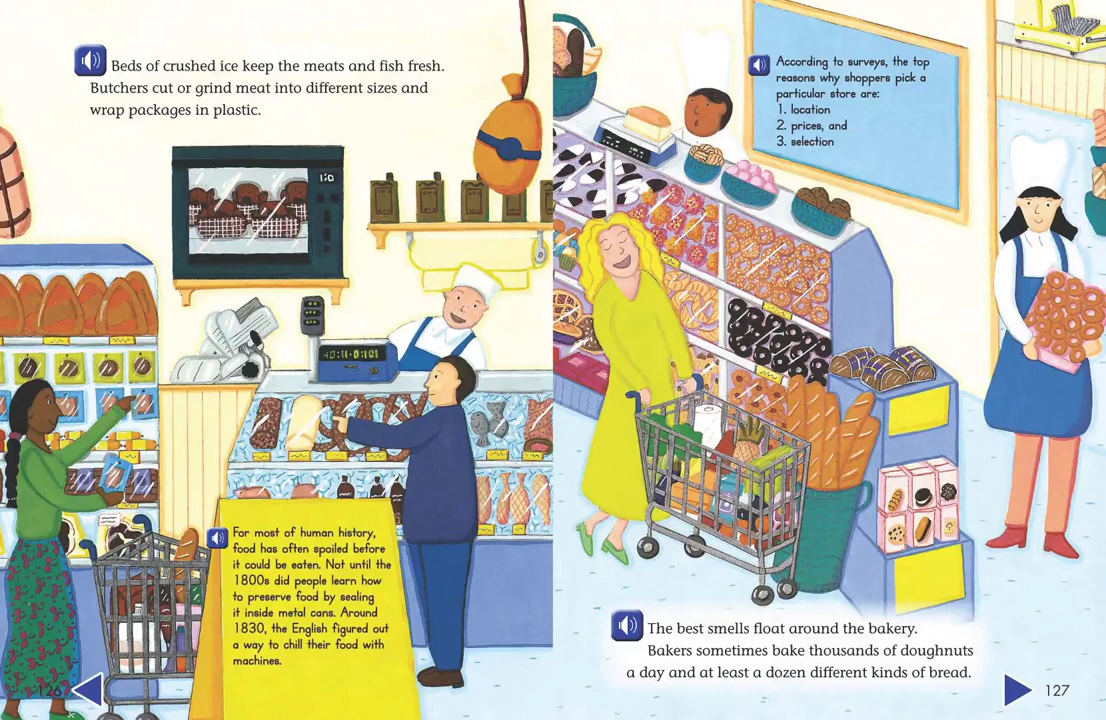 Beds of crushed ice keep the meats and fish fresh.
Butchers cut or grind meat into different sizes and
wrap packages in plastic.
For most of human history,
food has often spoiled before
it could be eaten. Not until the
1800s did people learn how
to preserve food by sealing
it inside metal cans. Around
1830, the English figured out
a way to chill their food with
machines.
126
According to surveys, the top
reasons why shoppers pick a
particular store are:
1. location
2. prices, and
3. selection
The best smells float around the bakery.
Bakers sometimes bake thousands of doughnuts
a day and at least a dozen different kinds of bread.
127